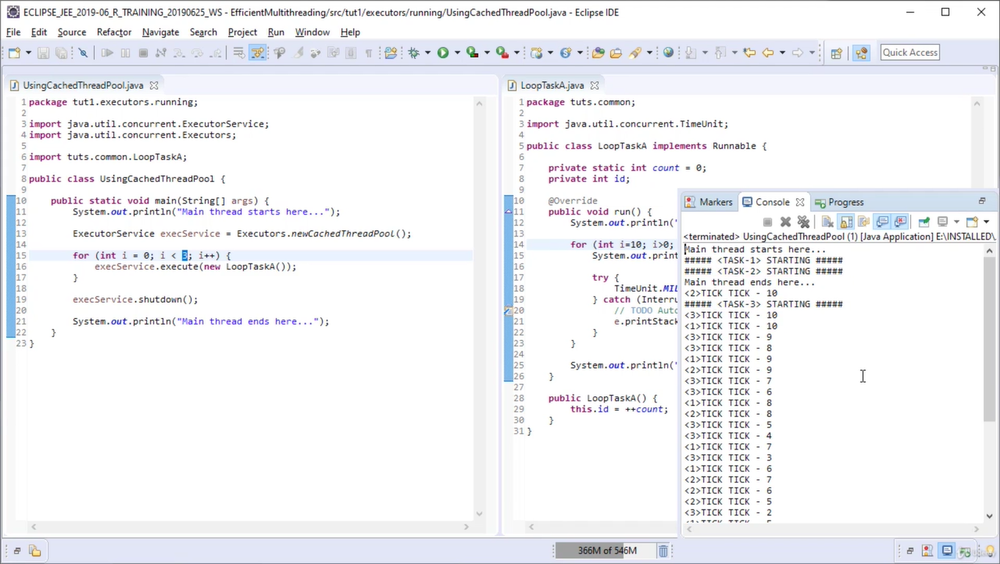 ECLIPSE_JEE_2019-06_R_TRAINING_20190625_WS - EfficientMultithreading/src/tut1/executors/running/UsingCachedThreadPool.java - Eclipse IDE
File Edit Source Refactor Navigate Search Project Run Window Help
Quick Access
UsingCachedThreadPool.java
1 package tut1.executors.running;
2
3 import java.util.concurrent.ExecutorService;
4 import java.util.concurrent.Executors;
5
6 import tuts.common.LoopTaskA;
7
8 public class UsingCachedThreadPool {
9
10 public static void main(String[] args) {
11 System.out.println("Main thread starts here...");
12
13 ExecutorService execService = Executors.newCachedThreadPool();
14
15 for (int i = 0; i < 3; i++) {
16 execService.execute(new LoopTaskA());
17 }
18
19 execService.shutdown();
20
21 System.out.println("Main thread ends here...");
22 }
23 }
LoopTaskA.java
1 package tuts.common;
2
3 import java.util.concurrent.TimeUnit;
4
5 public class LoopTaskA implements Runnable {
6
7 private static int count = 0;
8 private int id;
9
10 @Override
11 public void run() {
12 System.out.println("
13
14 for (int i=10; i>0;
15 System.out.print
16
17 try {
18 TimeUnit.MIL
19 } catch (Interru
20 // TODO Auto
21 e.printStack
22 }
23 }
24
25 System.out.println("
26 }
27
28 public LoopTaskA() {
29 this.id = ++count;
30 }
31 }
Markers Console Progress
<terminated> UsingCachedThreadPool (1) [Java Application] E:\INSTALLED\
Main thread starts here...
##### <TASK-1> STARTING #####
##### <TASK-2> STARTING #####
Main thread ends here...
<2>TICK TICK - 10
##### <TASK-3> STARTING #####
<3>TICK TICK - 10
<1>TICK TICK - 10
<3>TICK TICK - 9
<3>TICK TICK - 8
<1>TICK TICK - 9
<2>TICK TICK - 9
<3>TICK TICK - 7
<3>TICK TICK - 6
<1>TICK TICK - 8
<2>TICK TICK - 8
<3>TICK TICK - 5
<3>TICK TICK - 4
<1>TICK TICK - 7
<3>TICK TICK - 3
<1>TICK TICK - 6
<2>TICK TICK - 7
<2>TICK TICK - 6
<2>TICK TICK - 5
<3>TICK TICK - 2
<1>TICK TICK - 5
366M of 546M